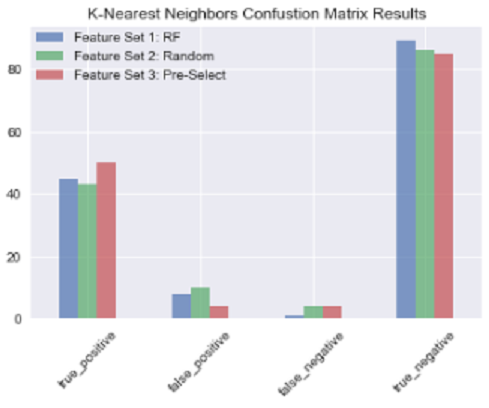 K-Nearest Neighbors Confustion Matrix Results
Feature Set 1: RF
Feature Set 2: Random
Feature Set 3: Pre-Select
80
60
40
20
0
true_positive
false_positive
false_negative
true_negative